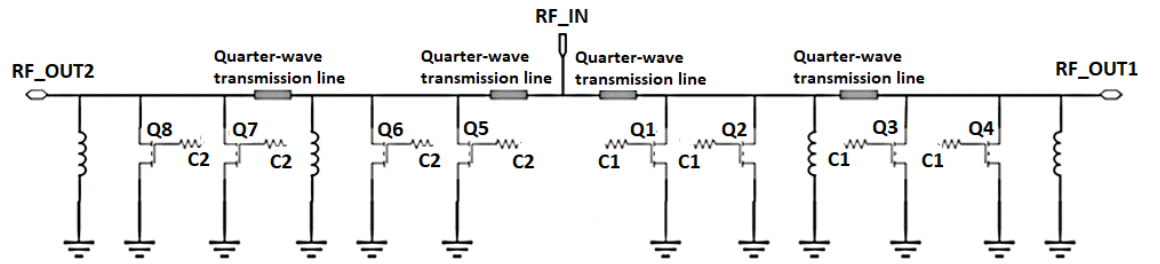 RF_IN
Quarter-wave
transmission line
Quarter-wave
transmission line
Quarter-wave
transmission line
Quarter-wave
transmission line
RF_OUT2
RF_OUT1
Q8
C2
Q7
C2
Q6
C2
Q5
C2
Q1
C1
Q2
C1
Q3
C1
Q4
C1